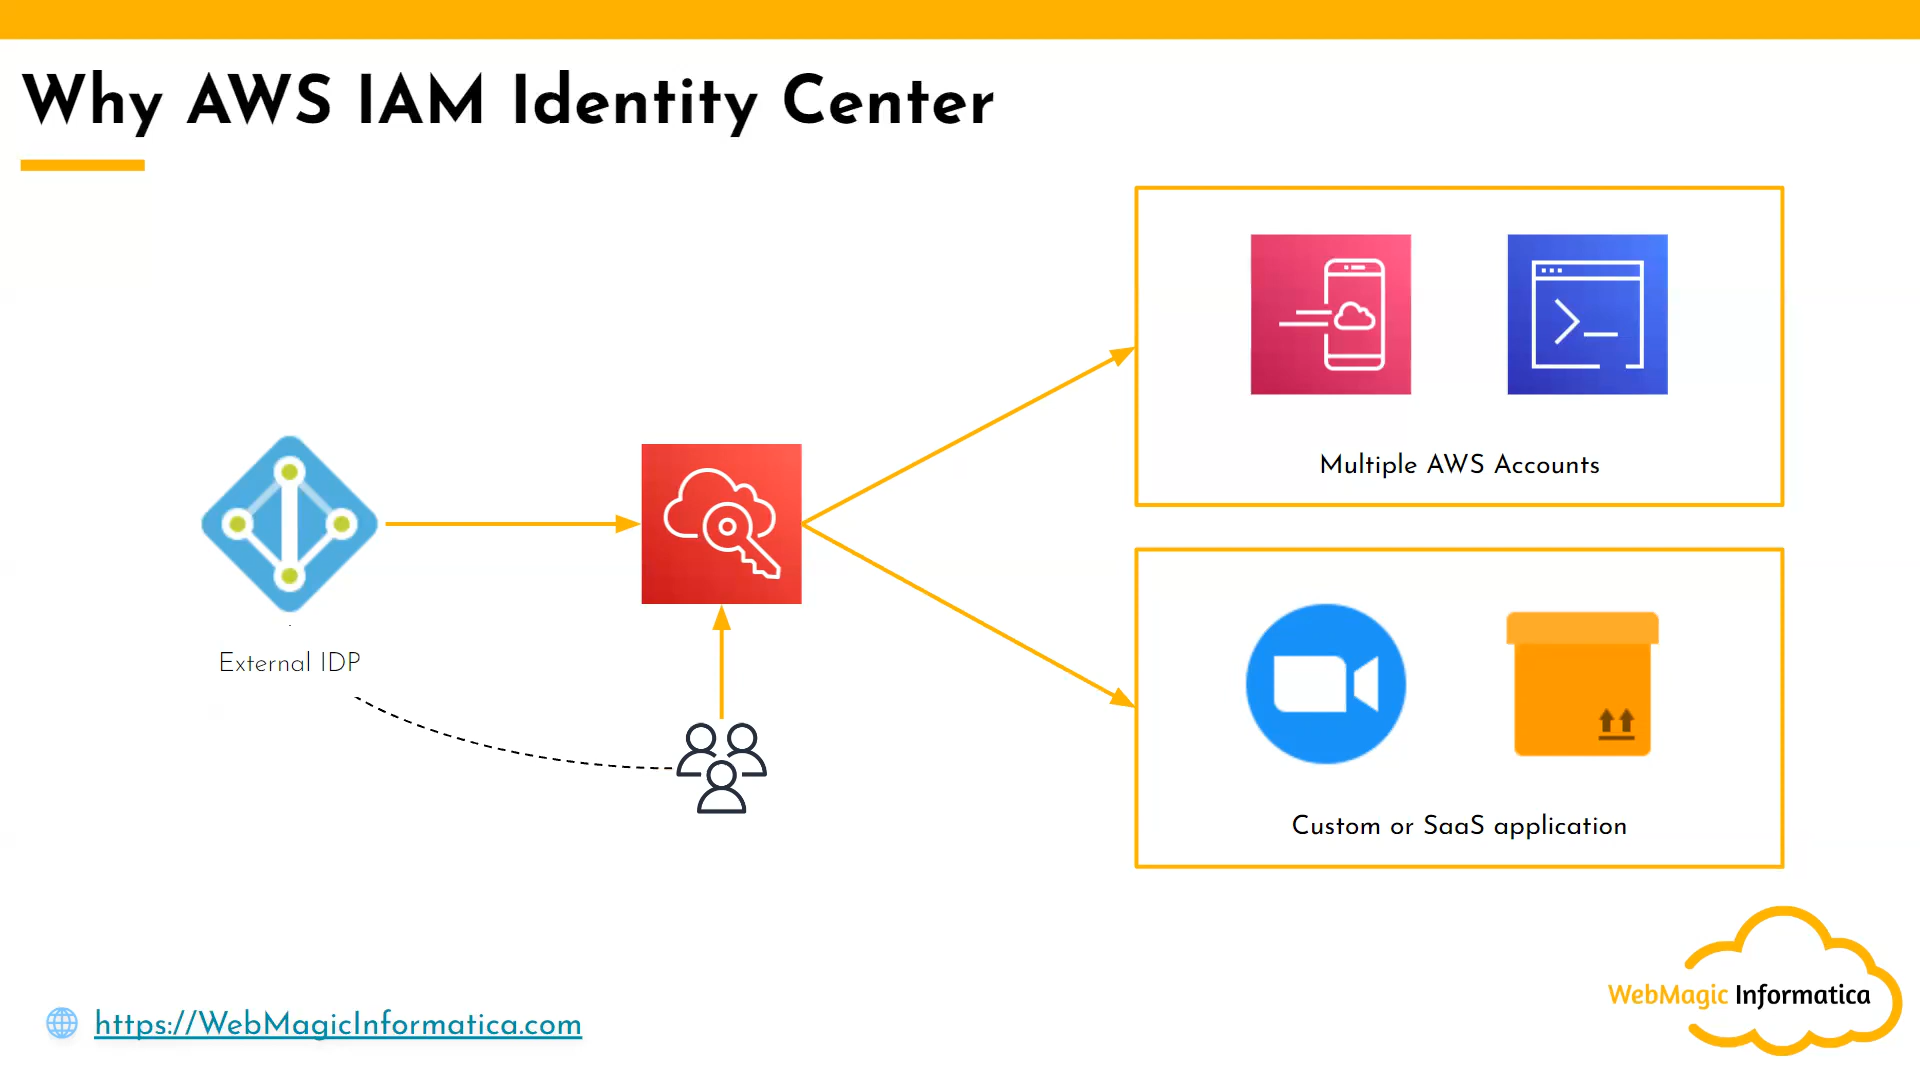 Why AWS IAM Identity Center
Multiple AWS Accounts
External IDP
Custom or SaaS application
WebMagic Informatica
https://WebMagicInformatica.com